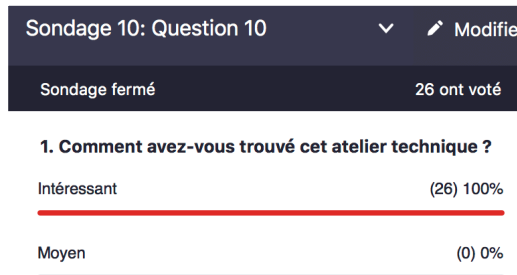 Sondage 10: Question 10 Modifie
Sondage fermé 26 ont voté
1. Comment avez-vous trouvé cet atelier technique ?
Intéressant (26) 100%
Moyen (0) 0%